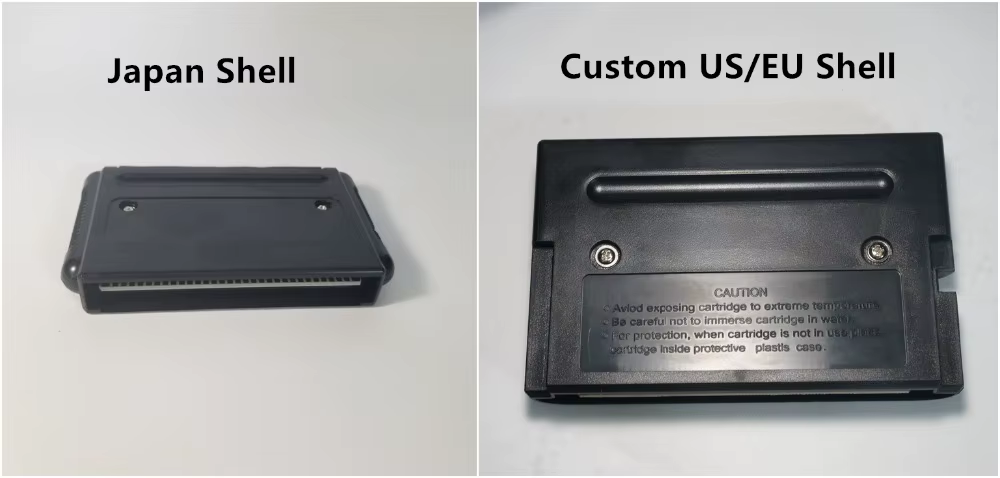 Japan Shell
Custom US/EU Shell
CAUTION
Aviod exposing cartridge to extreme temperature.
Be careful not to immerse cartridge in water.
For protection, when cartridge is not in use
cartridge inside protective plastis case.